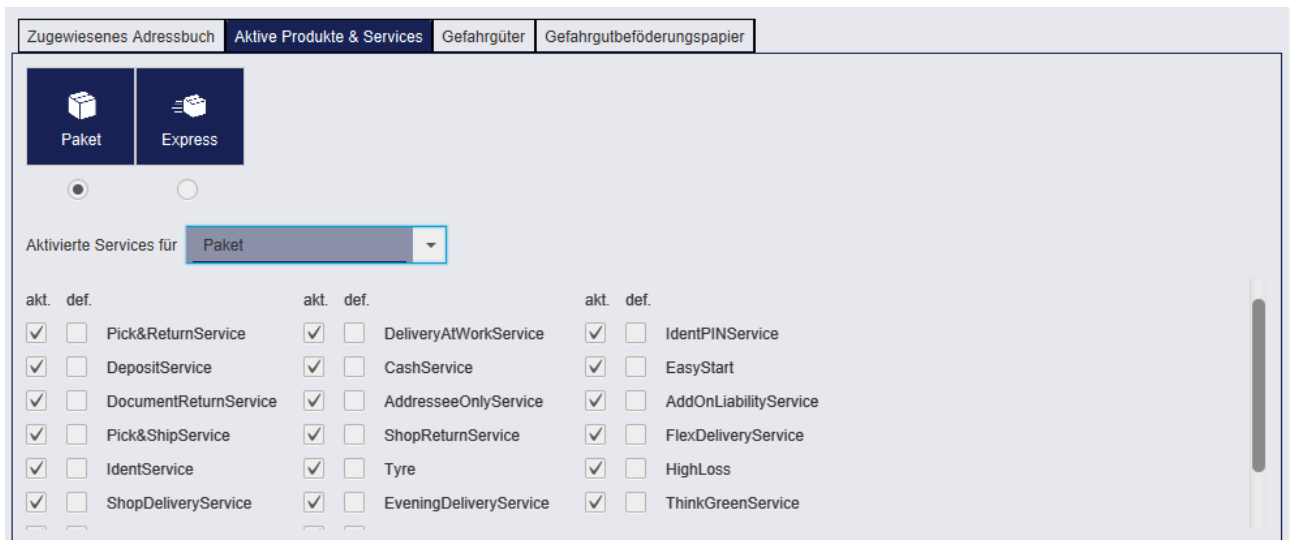 Zugewiesenes Adressbuch Aktive Produkte & Services Gefahrgüter Gefahrgutbeföderungspapier
Paket Express
Aktivierte Services für Paket
akt. def. akt. def. akt. def.
Pick&ReturnService DeliveryAtWorkService IdentPINService
DepositService CashService EasyStart
DocumentReturnService AddresseeOnlyService AddOnLiabilityService
Pick&ShipService ShopReturnService FlexDeliveryService
IdentService Tyre HighLoss
ShopDeliveryService EveningDeliveryService ThinkGreenService